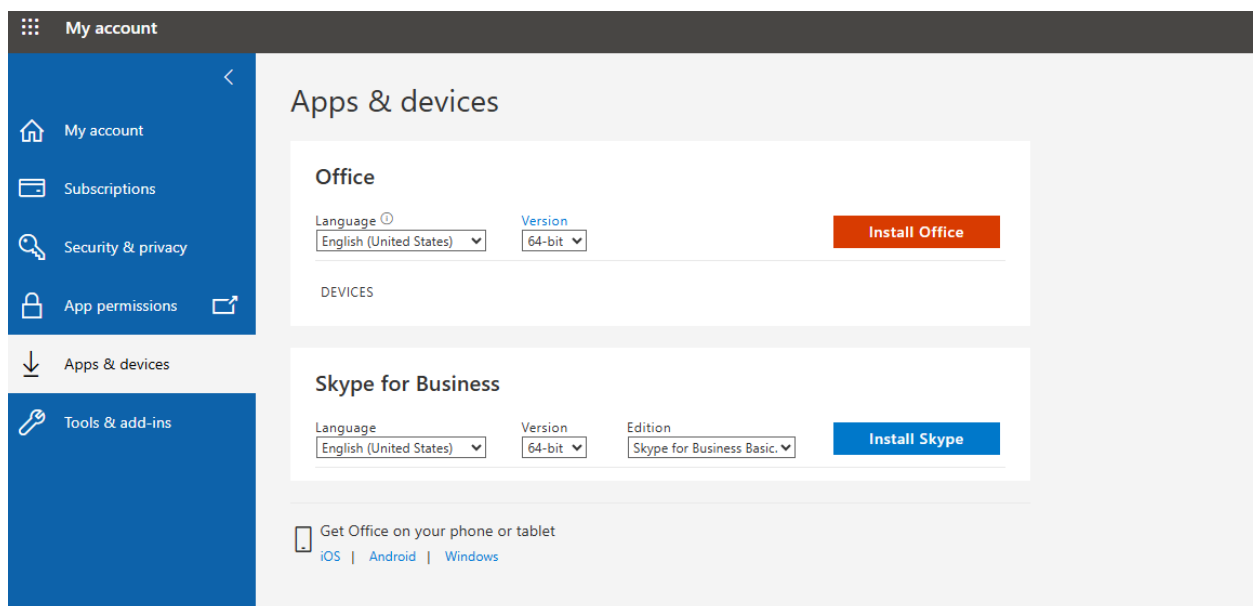 My account
My account
Subscriptions
Security & privacy
App permissions
Apps & devices
Tools & add-ins
Apps & devices
Office
Language Version
English (United States) 64-bit Install Office
DEVICES
Skype for Business
Language Version Edition
English (United States) 64-bit Skype for Business Basic. Install Skype
Get Office on your phone or tablet
iOS | Android | Windows